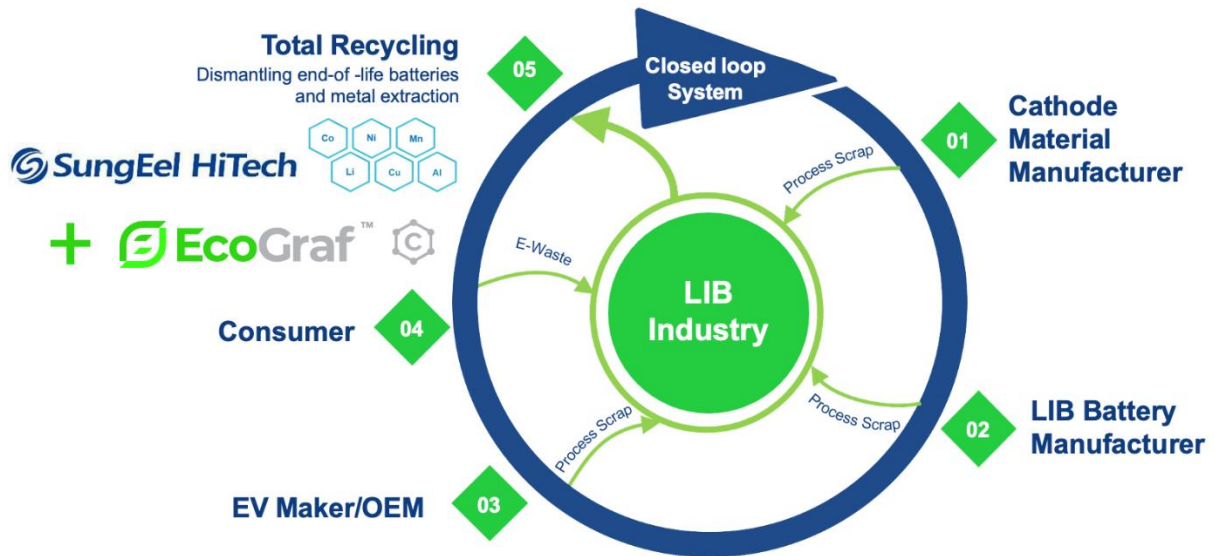 Closed loop
System
Total Recycling
Dismantling end-of -life batteries
and metal extraction
05
Co Ni Mn
Li Cu Al
SungEel HiTech
+ EcoGraf™ C
01
Cathode
Material
Manufacturer
Process Scrap
E-Waste
LIB
Industry
Consumer
04
Process Scrap
02
LIB Battery
Manufacturer
Process Scrap
EV Maker/OEM
03